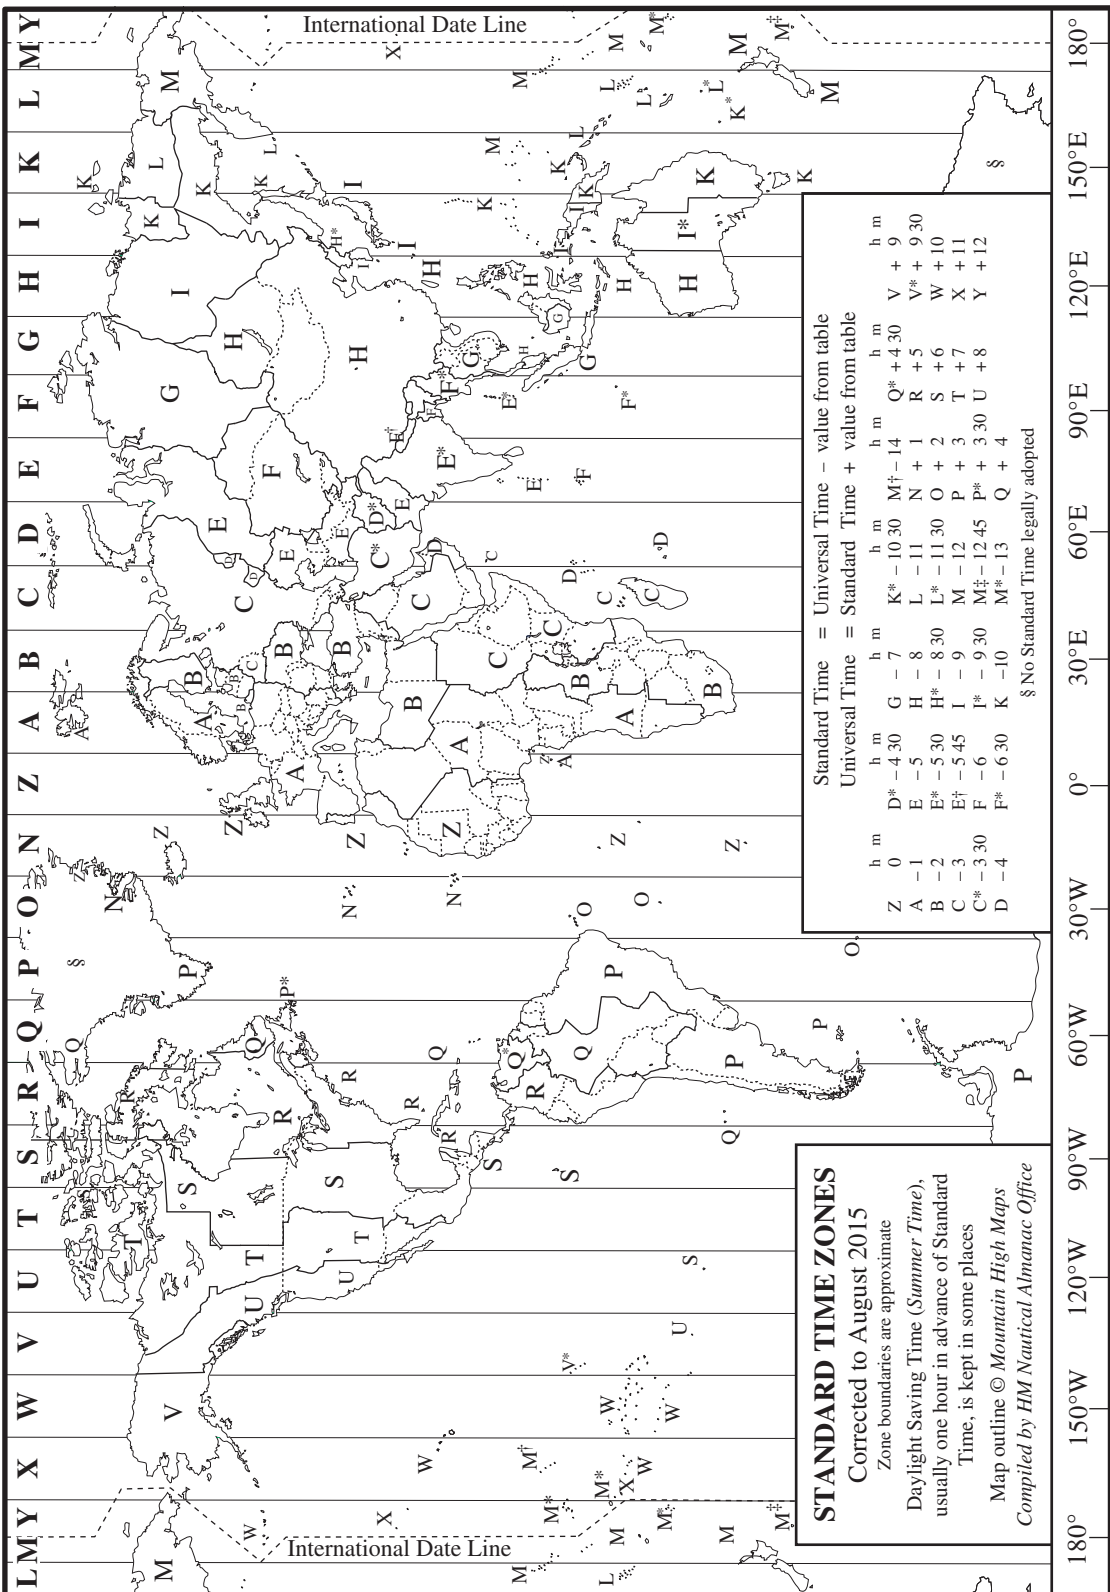 L M Y X W V U T S R Q P O N Z A B C D E F G H I K L M Y
International Date Line
International Date Line
STANDARD TIME ZONES
Corrected to August 2015
Zone boundaries are approximate
Daylight Saving Time (Summer Time),
usually one hour in advance of Standard
Time, is kept in some places
Map outline © Mountain High Maps
Compiled by HM Nautical Almanac Office
Standard Time = Universal Time – value from table
Universal Time = Standard Time + value from table
h m h m h m h m h m h m
Z 0 D* – 4 30 G – 7 K* – 10 30 M† – 14 Q* + 4 30 V + 9
A – 1 E – 5 H – 8 L – 11 N + 1 R + 5 V* + 9 30
B – 2 E* – 5 30 H* – 8 30 L* – 11 30 O + 2 S + 6 W + 10
C – 3 E† – 5 45 I – 9 M – 12 P + 3 T + 7 X + 11
C* – 3 30 F – 6 I* – 9 30 M‡ – 12 45 P* + 3 30 U + 8 Y + 12
D – 4 F* – 6 30 K – 10 M* – 13 Q + 4
§ No Standard Time legally adopted
180° 150°W 120°W 90°W 60°W 30°W 0° 30°E 60°E 90°E 120°E 150°E 180°